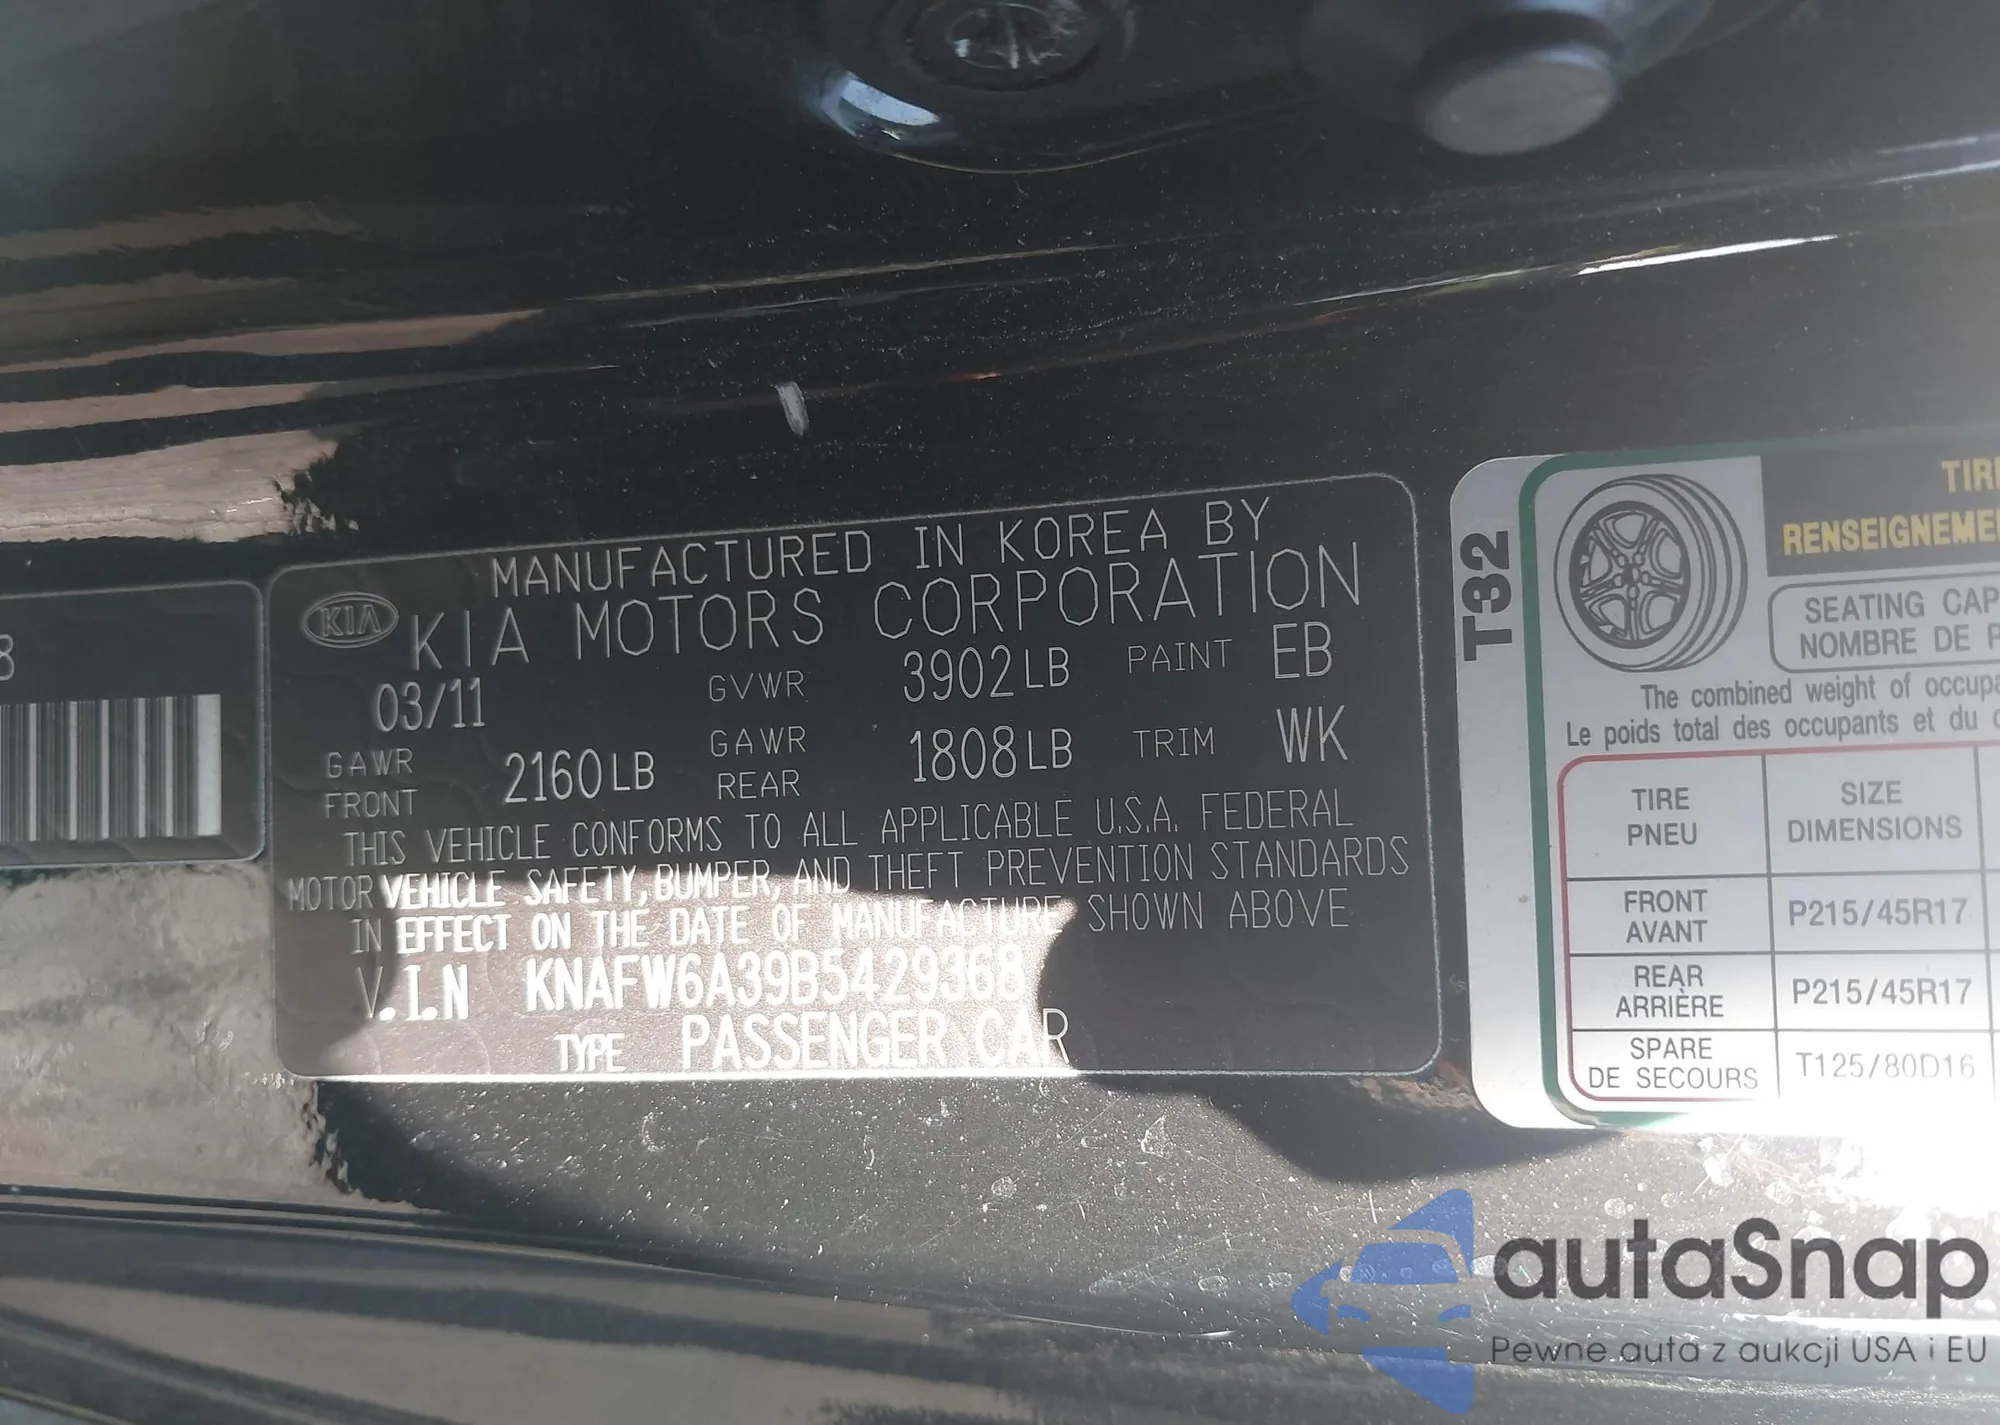 8
KIA
MANUFACTURED IN KOREA BY
KIA MOTORS CORPORATION
03/11 GVWR 3902LB PAINT EB
GAWR FRONT 2160LB GAWR REAR 1808LB TRIM WK
THIS VEHICLE CONFORMS TO ALL APPLICABLE U.S.A. FEDERAL
MOTOR VEHICLE SAFETY, BUMPER, AND THEFT PREVENTION STANDARDS
IN EFFECT ON THE DATE OF MANUFACTURE SHOWN ABOVE
V.I.N KNAFW6A39B5429368
TYPE PASSENGER CAR
T32
TIRE
RENSEIGNEME
SEATING CAP
NOMBRE DE P
The combined weight of occupa
Le poids total des occupants et du c
TIRE PNEU SIZE DIMENSIONS
FRONT AVANT P215/45R17
REAR ARRIÈRE P215/45R17
SPARE DE SECOURS T125/80D16
autaSnap
Pewne auta z aukcji USA i EU